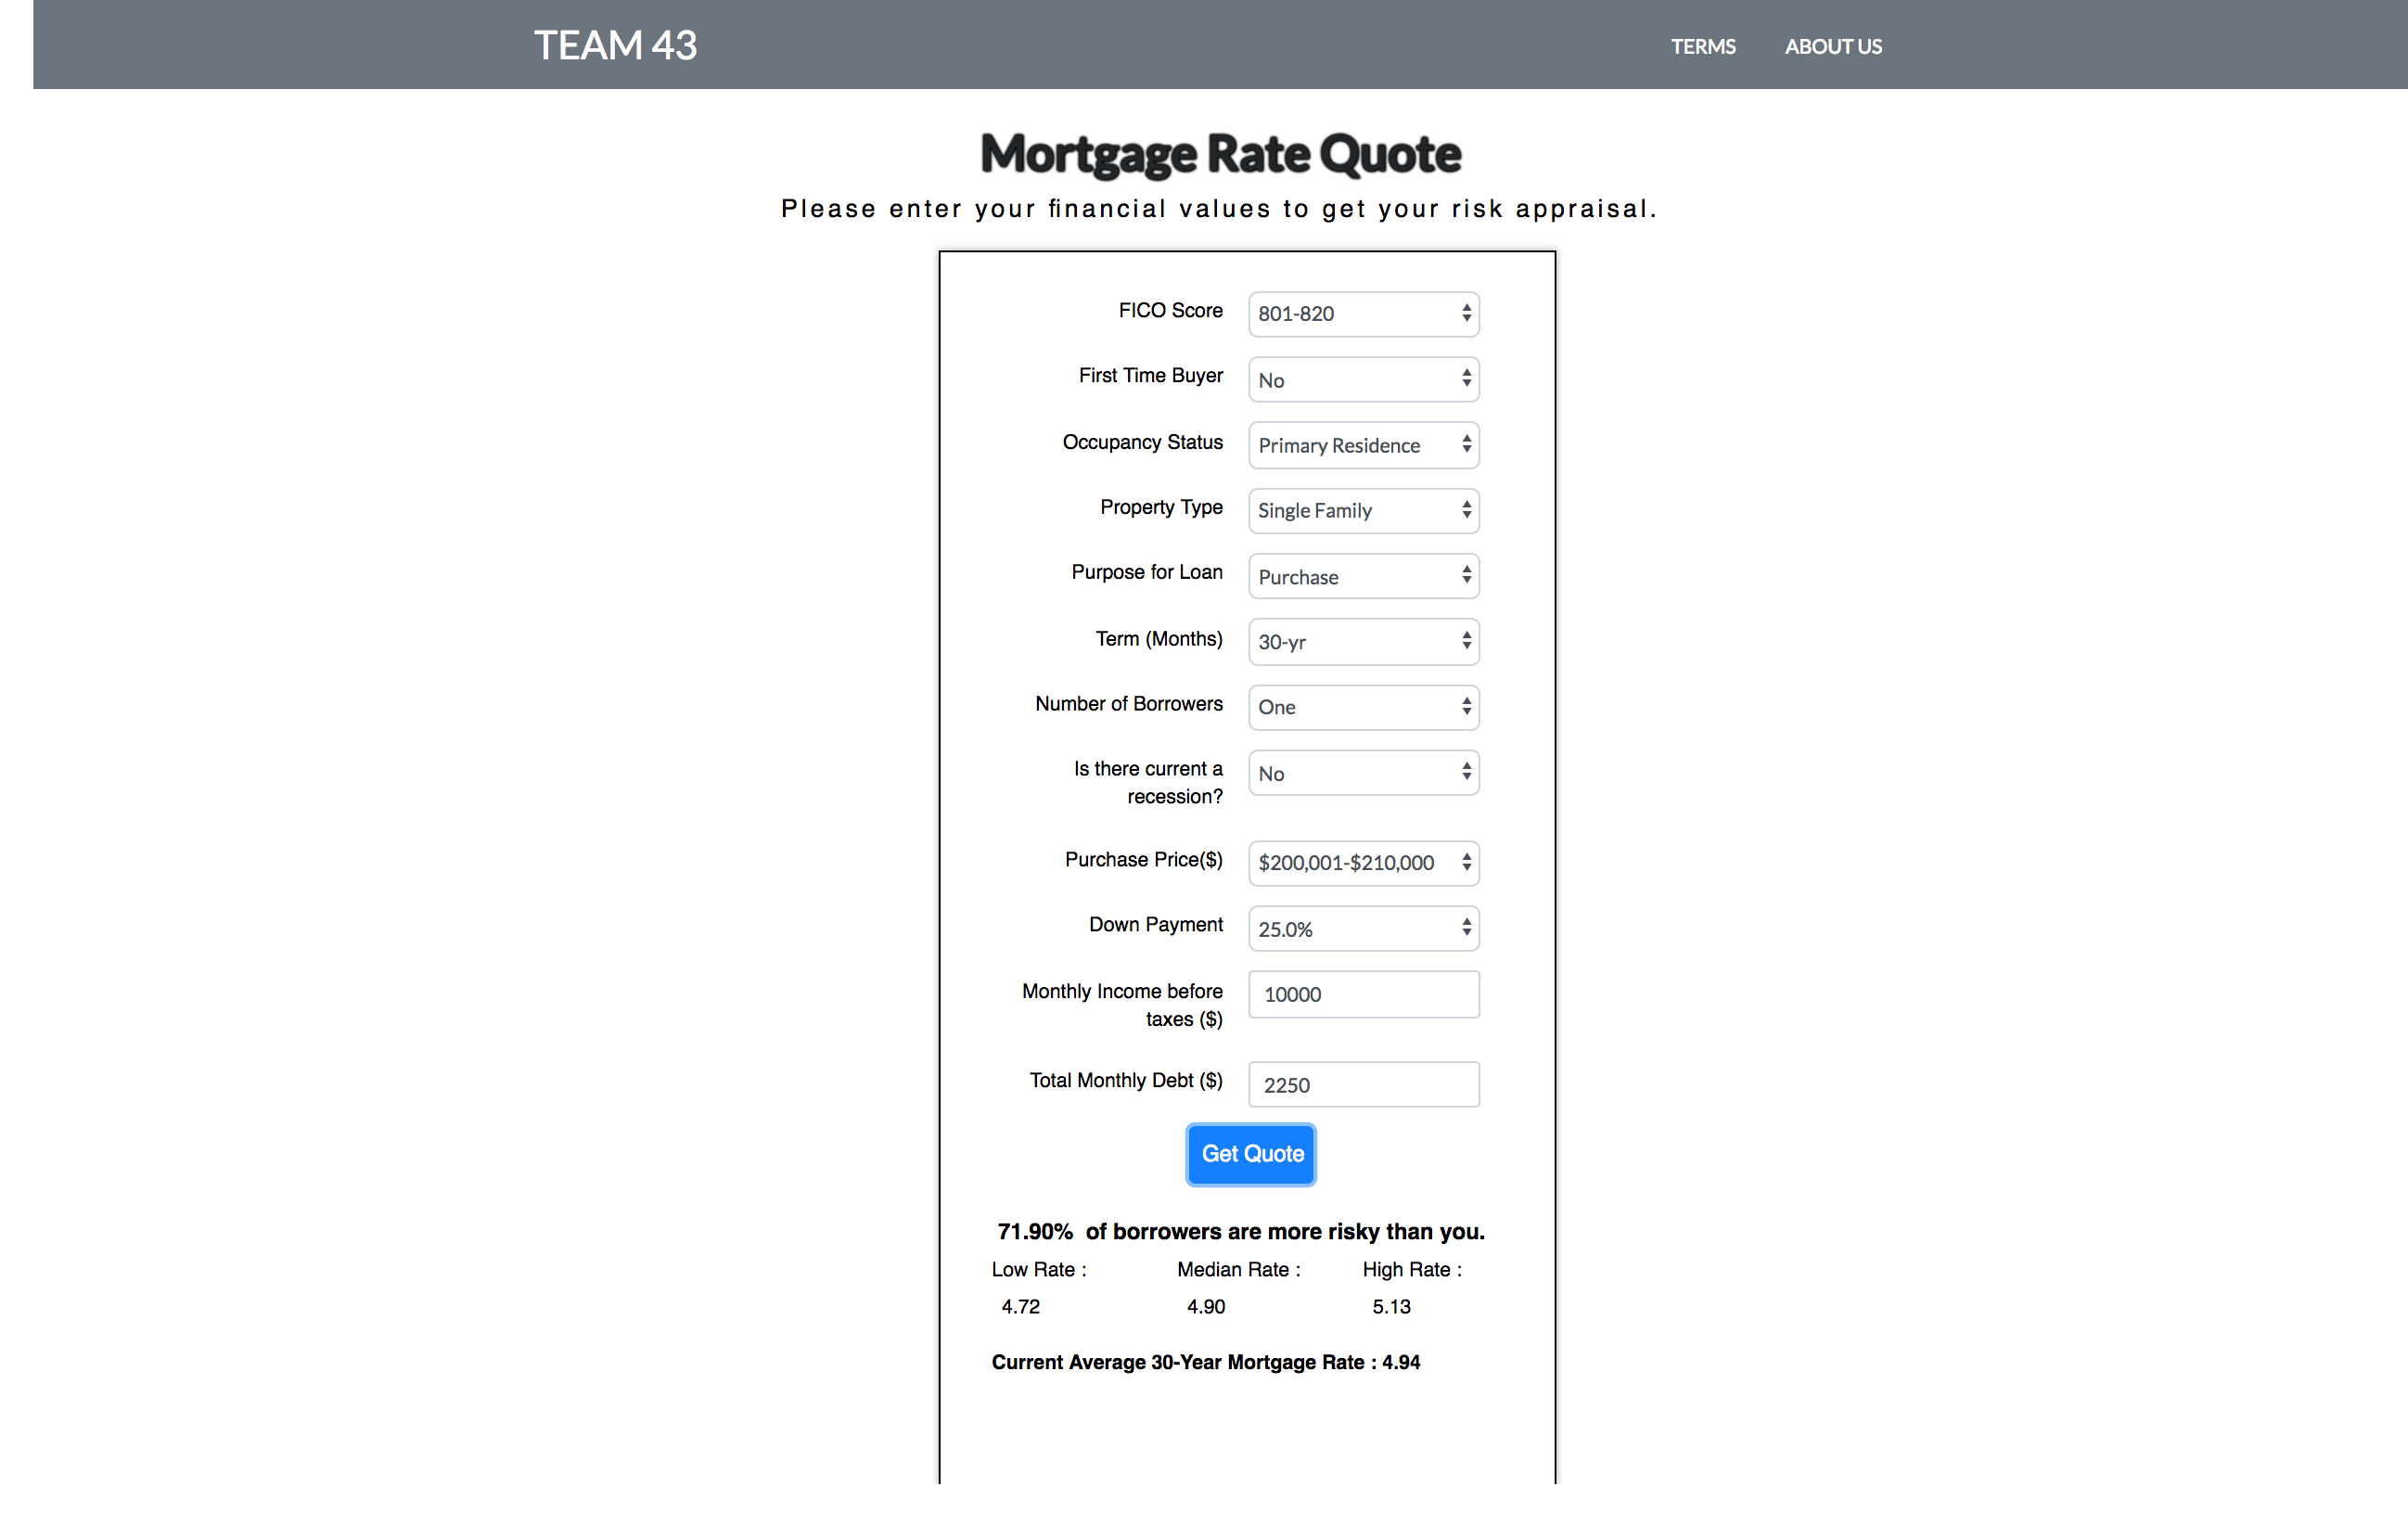 TEAM 43
TERMS
ABOUT US
Mortgage Rate Quote
Please enter your financial values to get your risk appraisal.
FICO Score 801-820
First Time Buyer No
Occupancy Status Primary Residence
Property Type Single Family
Purpose for Loan Purchase
Term (Months) 30-yr
Number of Borrowers One
Is there current a No
recession?
Purchase Price($) $200,001-$210,000
Down Payment 25.0%
Monthly Income before 10000
taxes ($)
Total Monthly Debt ($) 2250
Get Quote
71.90% of borrowers are more risky than you.
Low Rate : Median Rate : High Rate :
4.72 4.90 5.13
Current Average 30-Year Mortgage Rate : 4.94